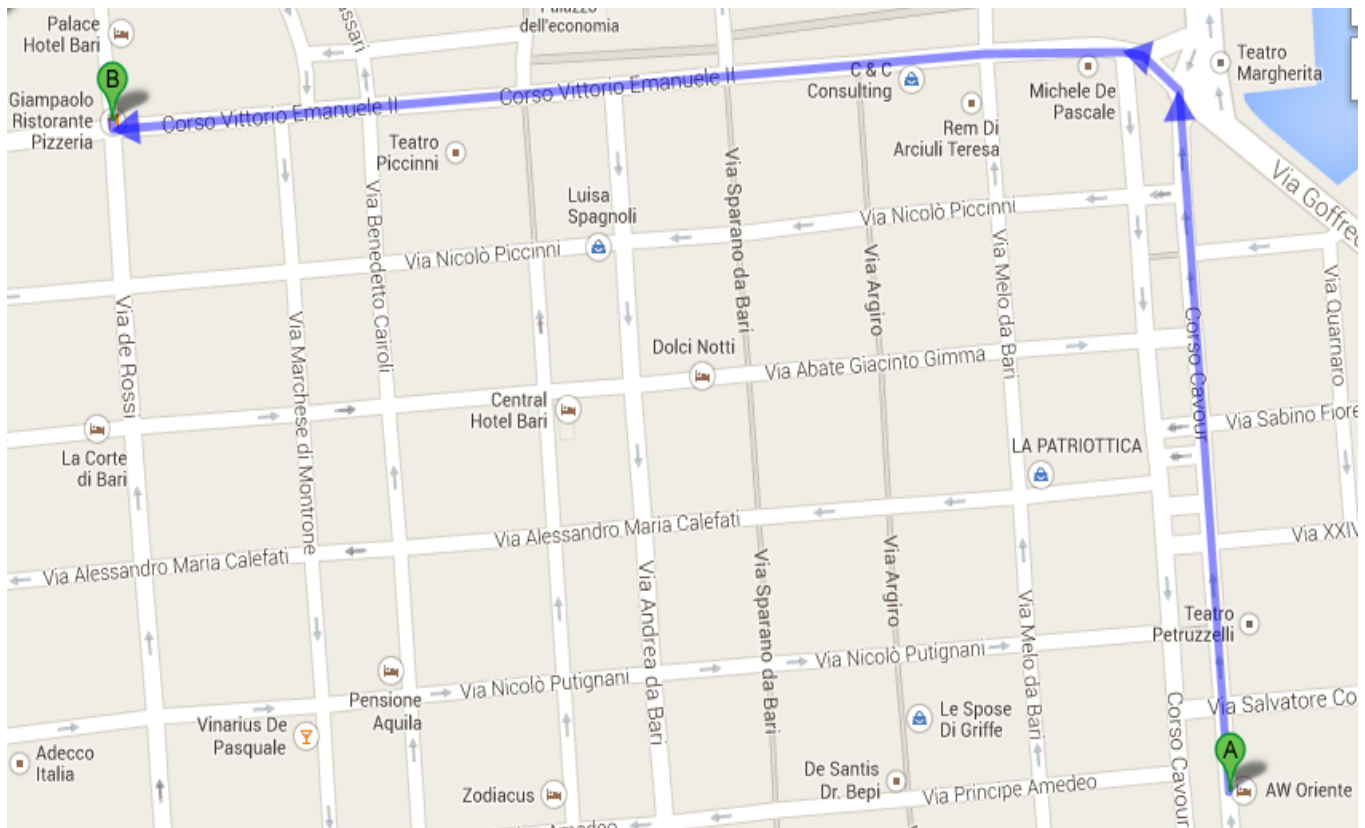 Palace
Hotel Bari
dell'economia
B
Giampaolo
Ristorante
Pizzeria
Corso Vittorio Emanuele II
Corso Vittorio Emanuele II
C & C
Consulting
Michele De
Pascale
Teatro
Margherita
Teatro
Piccinni
Rem Di
Arciuli Teresa
Via Goffre
Luisa
Spagnoli
Via Nicolò Piccinni
Via Nicolò Piccinni
Via Benedetto Cairoli
Via Sparano da Bari
Via Argiro
Via Melo da Bari
Via Quarnaro
Via de Rossi
Via Marchese di Montrone
Dolci Notti
Via Abate Giacinto Gimma
Corso Cavour
Central
Hotel Bari
Via Sabino Fiore
La Corte
di Bari
LA PATRIOTTICA
Via Alessandro Maria Calefati
Via Alessandro Maria Calefati
Via XXIV
Via Andrea da Bari
Via Sparano da Bari
Via Argiro
Via Melo da Bari
Teatro
Petruzzelli
Via Nicolò Putignani
Via Nicolò Putignani
Pensione
Aquila
Vinarius De
Pasquale
Le Spose
Di Griffe
Corso Cavour
Via Salvatore Co
Adecco
Italia
A
De Santis
Dr. Bepi
Via Principe Amedeo
AW Oriente
Zodiacus